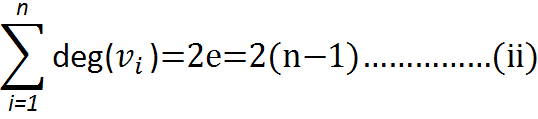 n
∑ deg(vᵢ)=2e=2(n−1)……………(ii)
i=1